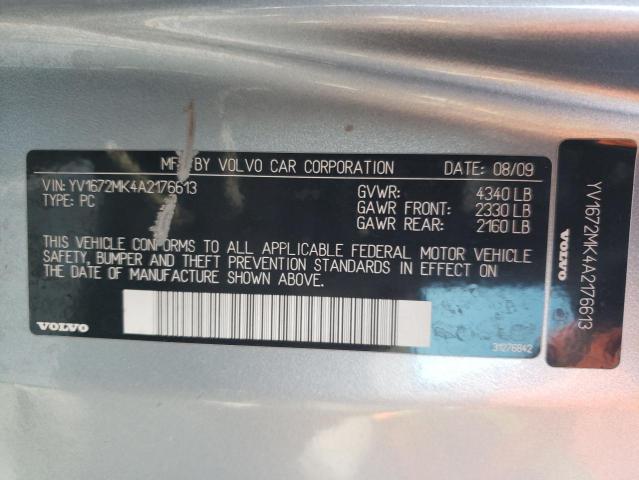 MFD BY VOLVO CAR CORPORATION DATE: 08/09
VIN: YV1672MK4A2176613
TYPE: PC
GVWR: 4340 LB
GAWR FRONT: 2330 LB
GAWR REAR: 2160 LB
THIS VEHICLE CONFORMS TO ALL APPLICABLE FEDERAL MOTOR VEHICLE
SAFETY, BUMPER AND THEFT PREVENTION STANDARDS IN EFFECT ON
THE DATE OF MANUFACTURE SHOWN ABOVE.
VOLVO
31276842
YV1672MK4A2176613
VOLVO